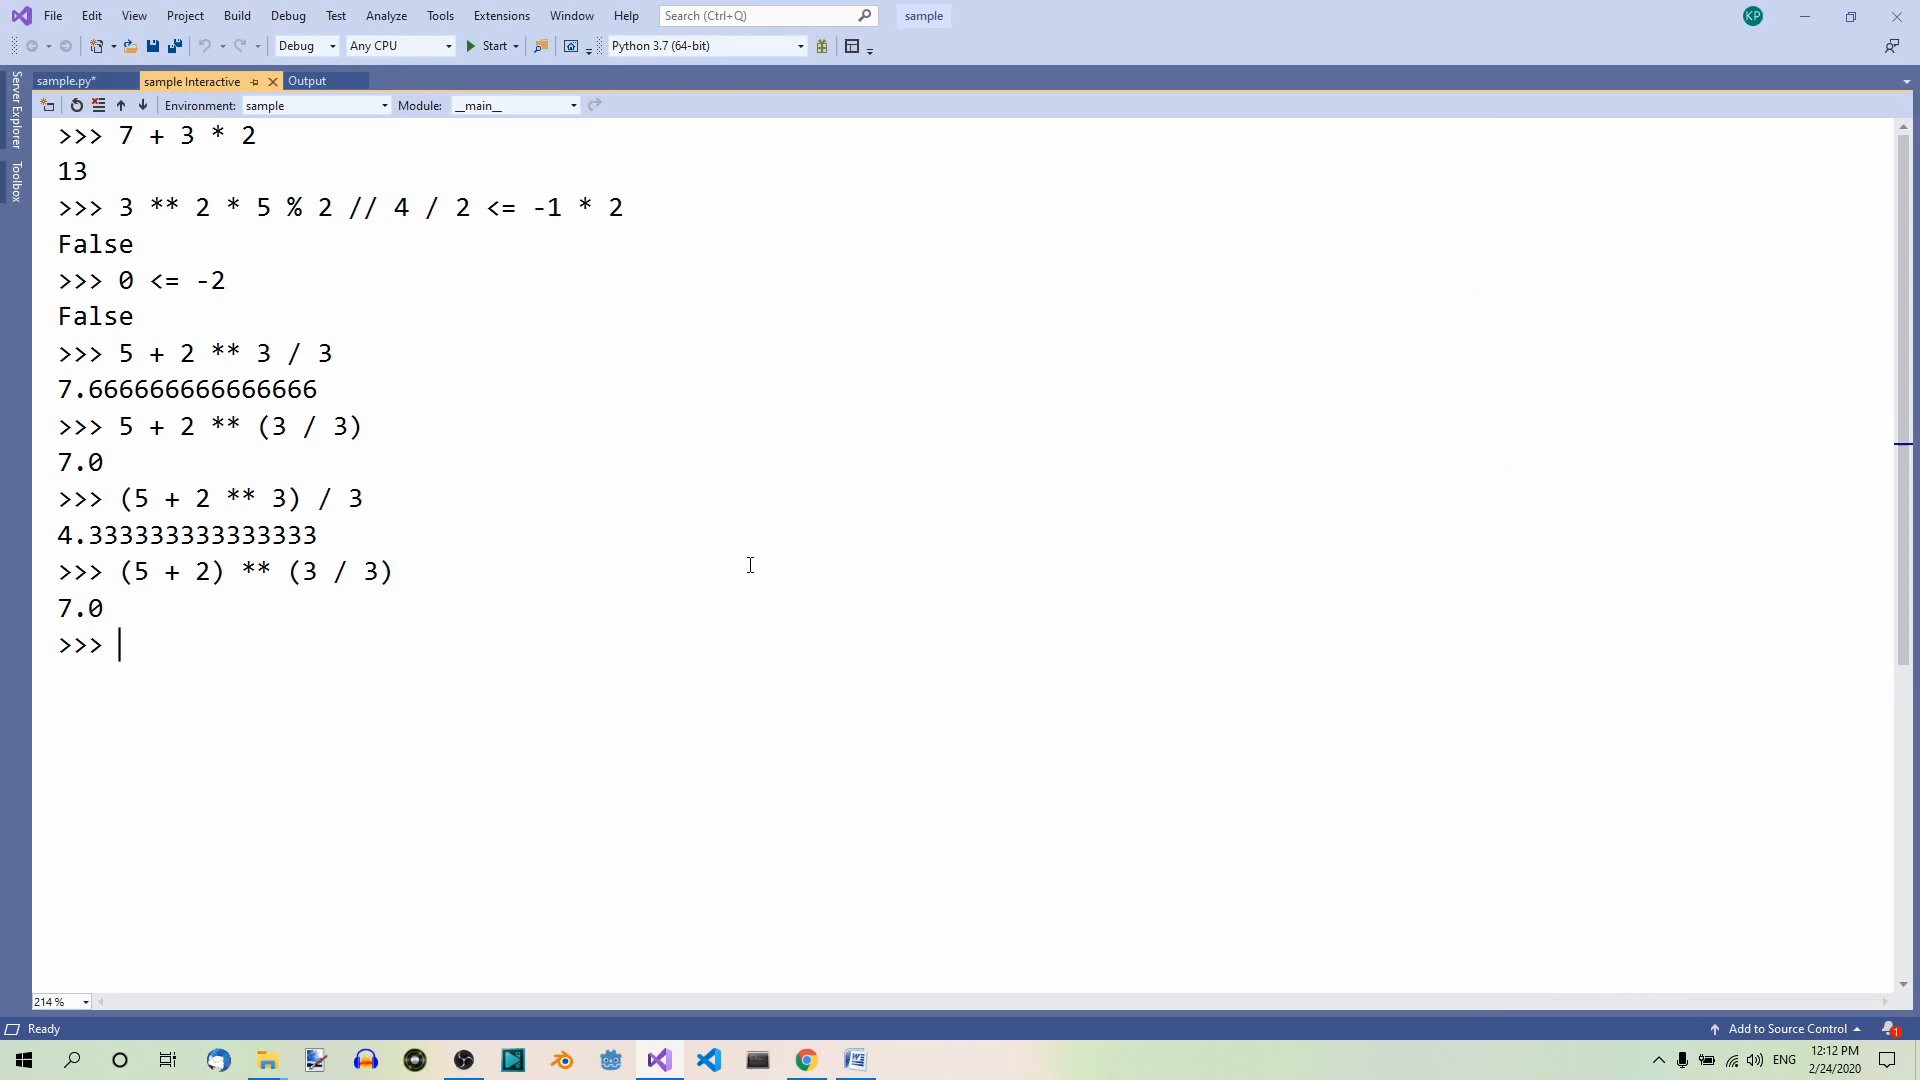 File Edit View Project Build Debug Test Analyze Tools Extensions Window Help Search (Ctrl+Q) sample KP
Debug Any CPU Start Python 3.7 (64-bit)
sample.py* sample Interactive Output
Environment: sample Module: __main__
Server Explorer
Toolbox
>>> 7 + 3 * 2
13
>>> 3 ** 2 * 5 % 2 // 4 / 2 <= -1 * 2
False
>>> 0 <= -2
False
>>> 5 + 2 ** 3 / 3
7.666666666666666
>>> 5 + 2 ** (3 / 3)
7.0
>>> (5 + 2 ** 3) / 3
4.333333333333333
>>> (5 + 2) ** (3 / 3)
7.0
>>>
214 %
Ready Add to Source Control 1
ENG 12:12 PM
2/24/2020